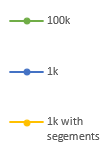 100k
1k
1k with
segements